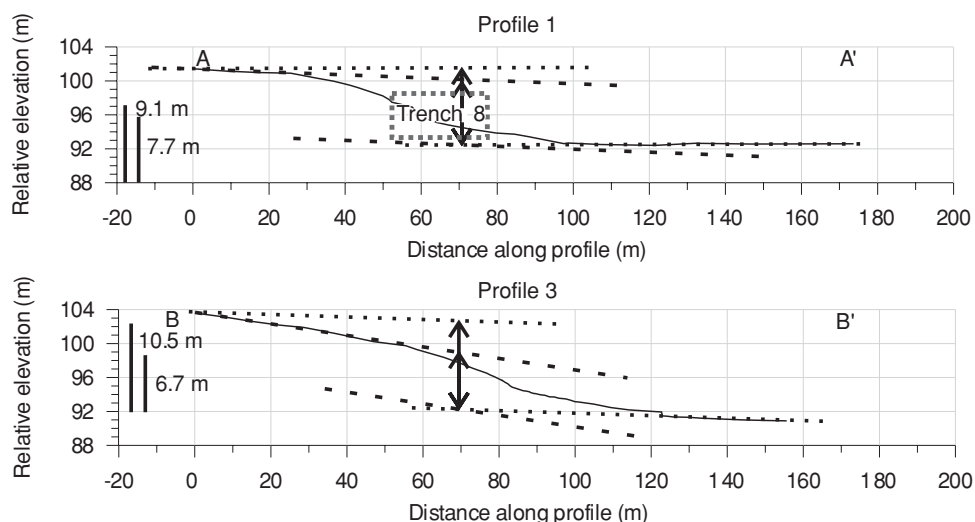 Profile 1
Relative elevation (m)
104
100
96
92
88
A
A'
9.1 m
7.7 m
Trench 8
-20 0 20 40 60 80 100 120 140 160 180 200
Distance along profile (m)
Profile 3
Relative elevation (m)
104
100
96
92
88
B
B'
10.5 m
6.7 m
-20 0 20 40 60 80 100 120 140 160 180 200
Distance along profile (m)